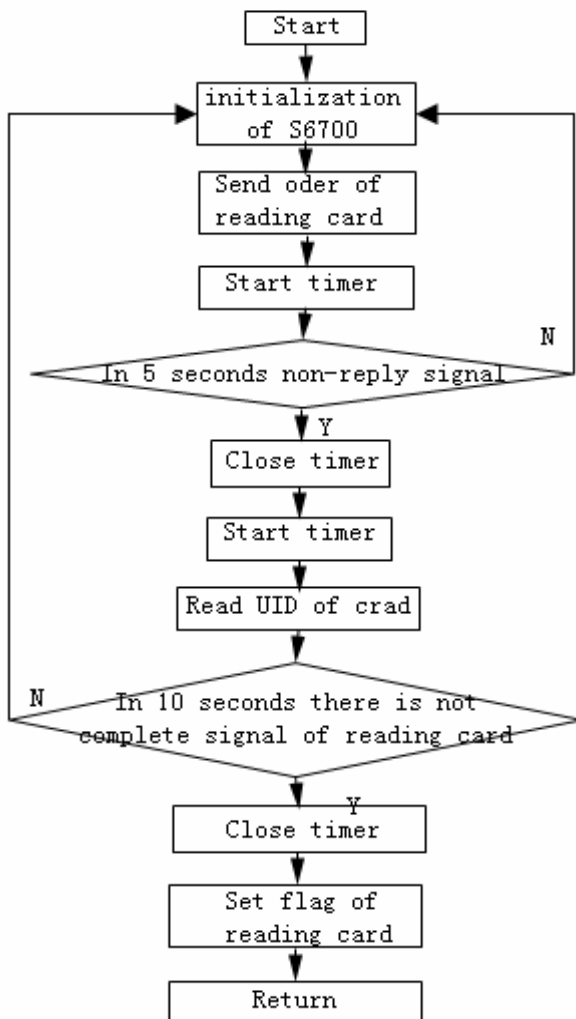 Start
initialization
of S6700
Send oder of
reading card
Start timer
N
In 5 seconds non-reply signal
Y
Close timer
Start timer
Read UID of crad
N
In 10 seconds there is not
complete signal of reading card
Y
Close timer
Set flag of
reading card
Return